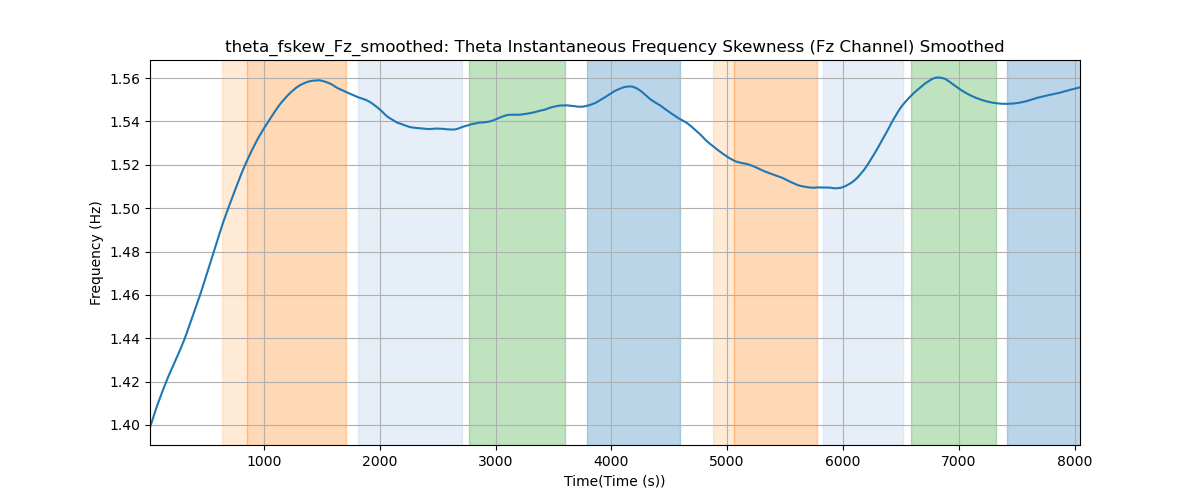 theta_fskew_Fz_smoothed: Theta Instantaneous Frequency Skewness (Fz Channel) Smoothed
Frequency (Hz)
1.56
1.54
1.52
1.50
1.48
1.46
1.44
1.42
1.40
1000 2000 3000 4000 5000 6000 7000 8000
Time(Time (s))